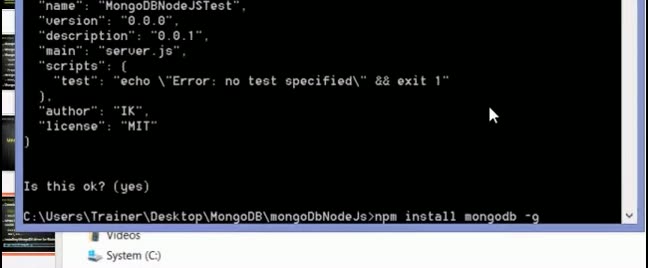 "name": "MongoDBNodeJSTest",
"version": "0.0.0",
"description": "0.0.1",
"main": "server.js",
"scripts": {
"test": "echo \"Error: no test specified\" && exit 1"
},
"author": "IK",
"license": "MIT"
}
Is this ok? (yes)
C:\Users\Trainer\Desktop\MongoDB\mongoDbNodeJs>npm install mongodb -g
Videos
System (C:)